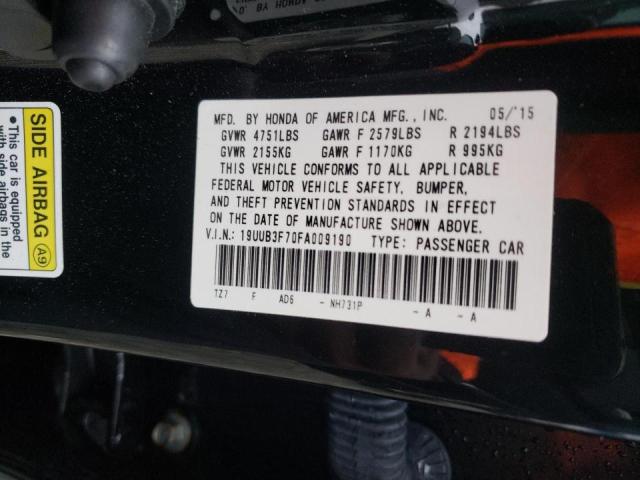 BY HONDA
SIDE AIRBAG A9
• This car is equipped
with side airbags in the
MFD. BY HONDA OF AMERICA MFG., INC. 05/'15
GVWR 4751LBS GAWR F 2579LBS R 2194LBS
GVWR 2155KG GAWR F 1170KG R 995KG
THIS VEHICLE CONFORMS TO ALL APPLICABLE
FEDERAL MOTOR VEHICLE SAFETY, BUMPER,
AND THEFT PREVENTION STANDARDS IN EFFECT
ON THE DATE OF MANUFACTURE SHOWN ABOVE.
V.I.N.: 19UUB3F70FA009190 TYPE: PASSENGER CAR
TZ7 F AD6 - NH731P - A - A